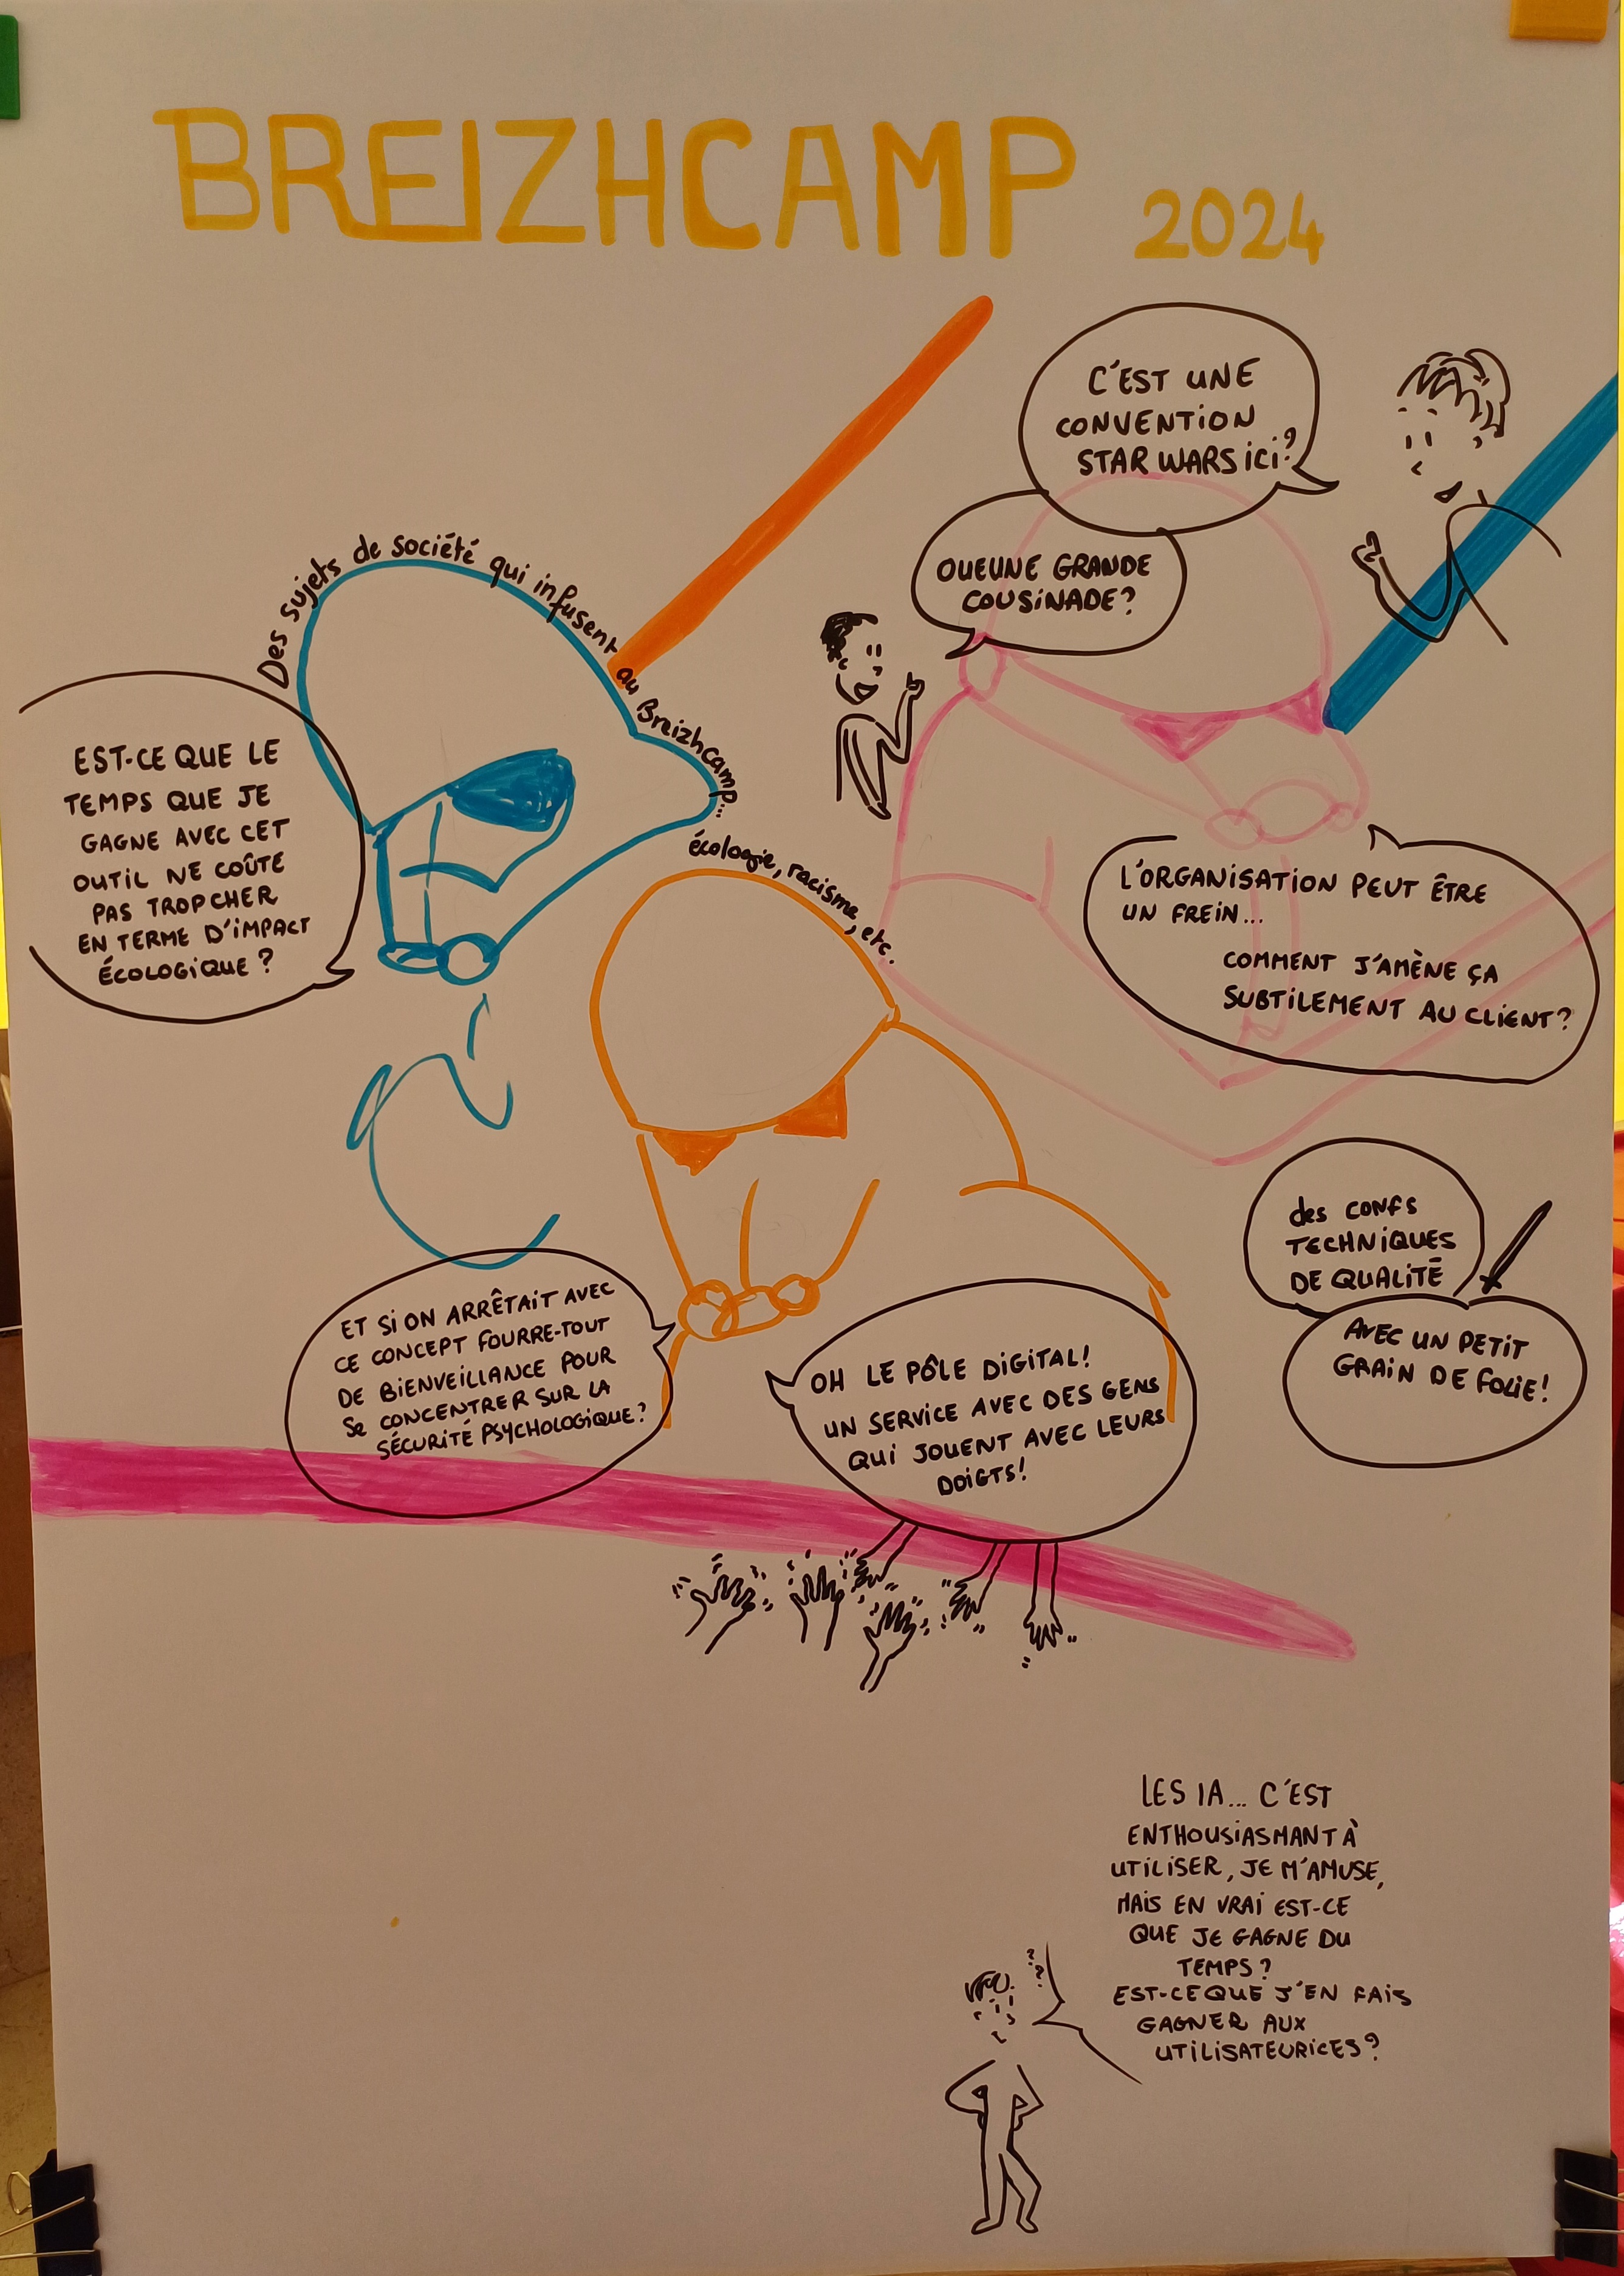 BREIZHCAMP 2024
C'EST UNE
CONVENTION
STAR WARS ICI?
OU EUNE GRANDE
COUSINADE?
Des sujets de société qui infusent au Breizhcamp...
écologie, racisme, etc.
EST-CE QUE LE
TEMPS QUE JE
GAGNE AVEC CET
OUTIL NE COÛTE
PAS TROP CHER
EN TERME D'IMPACT
ÉCOLOGIQUE?
L'ORGANISATION PEUT ÊTRE
UN FREIN...
COMMENT J'AMÈNE ÇA
SUBTILEMENT AU CLIENT?
des CONFS
TECHNIQUES
DE QUALITÉ
AVEC UN PETIT
GRAIN DE FOLIE!
ET SI ON ARRÊTAIT AVEC
CE CONCEPT FOURRE-TOUT
DE BIENVEILLANCE POUR
Se CONCENTRER SUR LA
SÉCURITÉ PSYCHOLOGIQUE?
OH LE PÔLE DIGITAL!
UN SERVICE AVEC DES GENS
QUI JOUENT AVEC LEURS
DOIGTS!
LES IA... C'EST
ENTHOUSIASMANT À
UTILISER, JE M'AMUSE,
MAIS EN VRAI EST-CE
QUE JE GAGNE DU
TEMPS?
EST-CE QUE J'EN FAIS
GAGNER AUX
UTILISATEURICES?
? ? ?